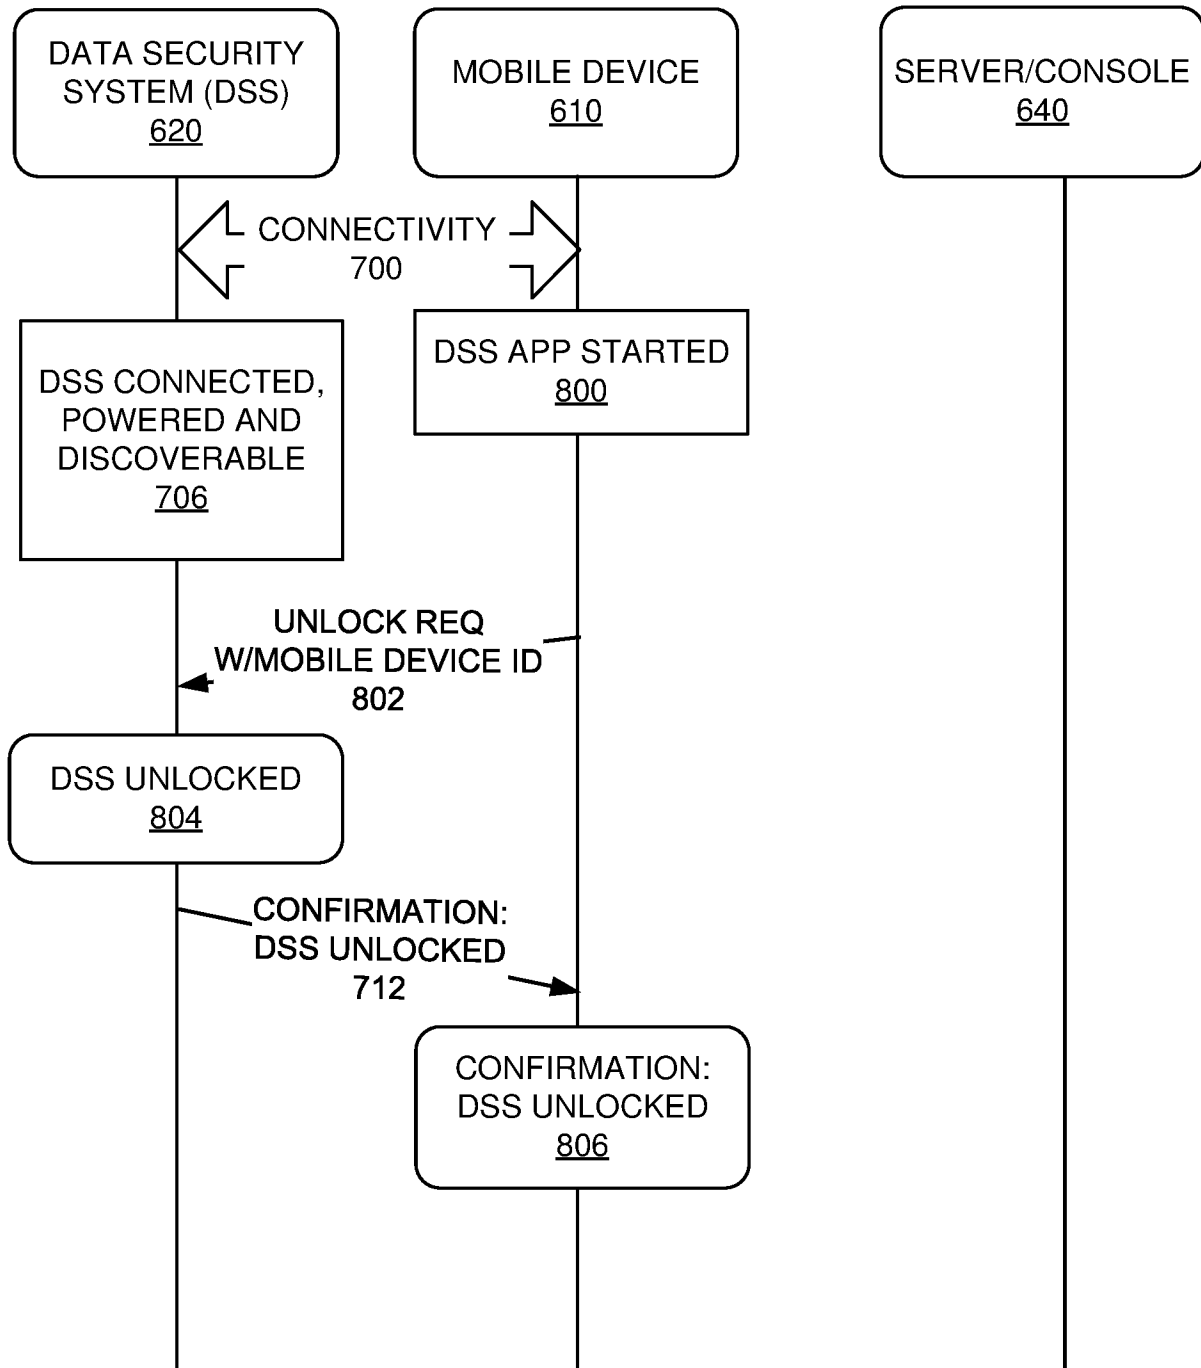 DATA SECURITY
SYSTEM (DSS)
620
MOBILE DEVICE
610
SERVER/CONSOLE
640
CONNECTIVITY
700
DSS CONNECTED,
POWERED AND
DISCOVERABLE
706
DSS APP STARTED
800
UNLOCK REQ
W/MOBILE DEVICE ID
802
DSS UNLOCKED
804
CONFIRMATION:
DSS UNLOCKED
712
CONFIRMATION:
DSS UNLOCKED
806